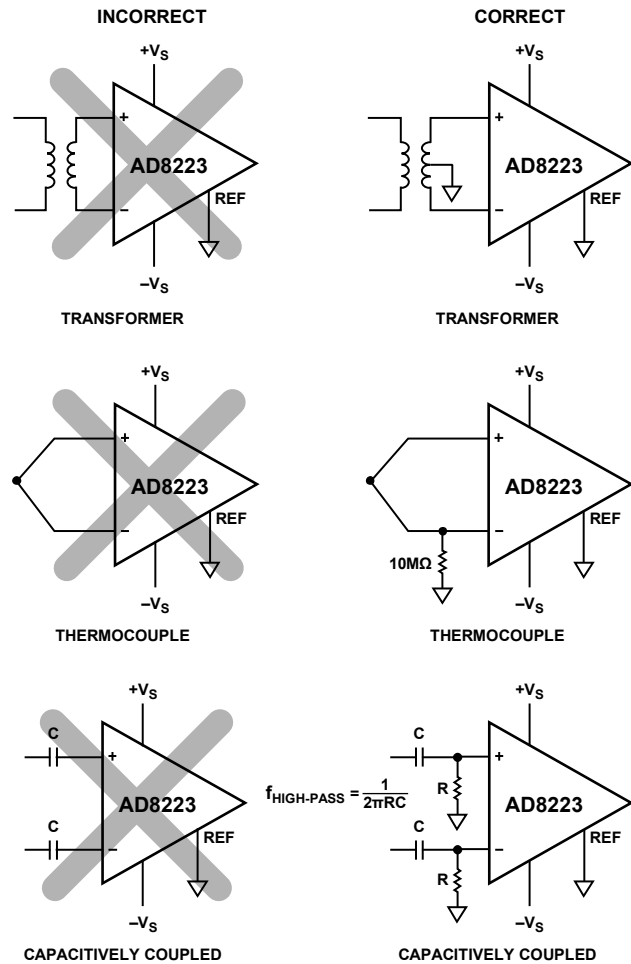 INCORRECT
CORRECT
+VS
+
AD8223
REF
−
−VS
TRANSFORMER
+VS
+
AD8223
REF
−
−VS
TRANSFORMER
+VS
+
AD8223
REF
−
−VS
THERMOCOUPLE
+VS
+
AD8223
REF
−
10MΩ
−VS
THERMOCOUPLE
+VS
C
+
AD8223
C
REF
−
−VS
CAPACITIVELY COUPLED
fHIGH-PASS = 1/2πRC
+VS
C
+
R
AD8223
C
REF
−
R
−VS
CAPACITIVELY COUPLED